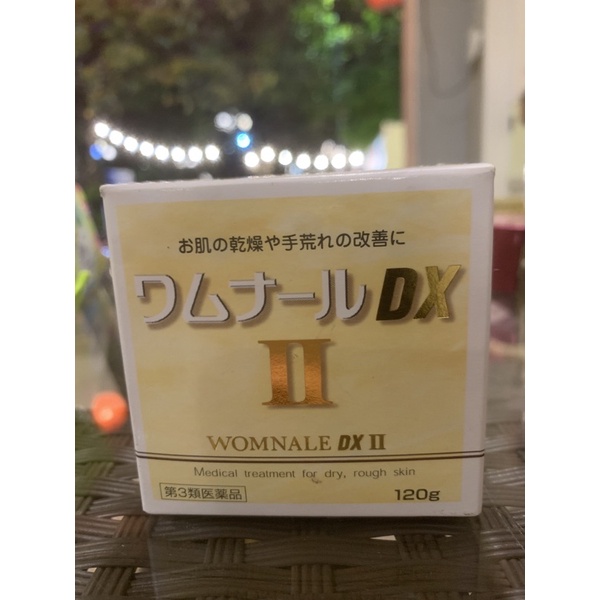 お肌の乾燥や手荒れの改善に
ワムナールDX
II
WOMNALE DX II
Medical treatment for dry, rough skin
第3類医薬品
120g